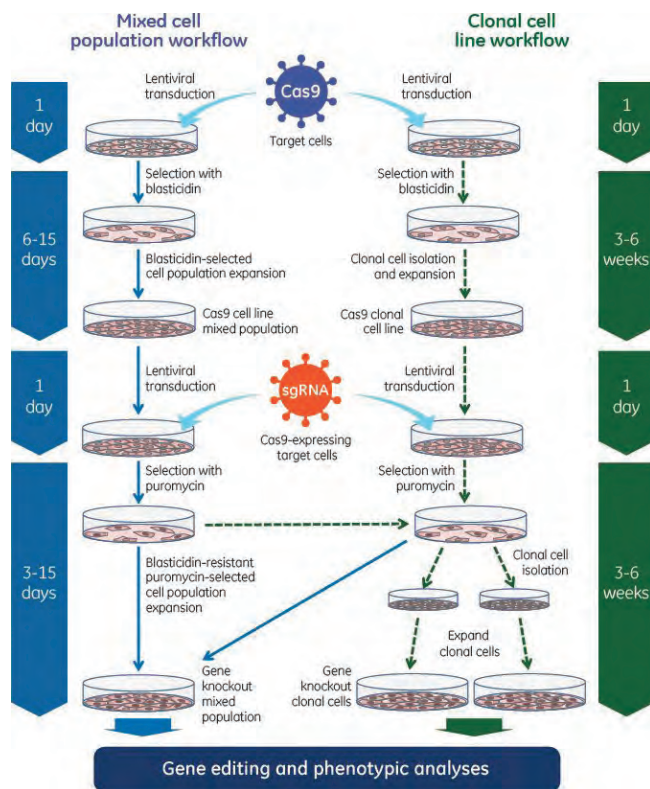 Mixed cell
population workflow
Clonal cell
line workflow
Cas9
Lentiviral
transduction
Lentiviral
transduction
1
day
1
day
Target cells
Selection with
blasticidin
Selection with
blasticidin
6-15
days
3-6
weeks
Blasticidin-selected
cell population expansion
Clonal cell isolation
and expansion
Cas9 cell line
mixed population
Cas9 clonal
cell line
1
day
1
day
Lentiviral
transduction
sgRNA
Lentiviral
transduction
Cas9-expressing
target cells
Selection with
puromycin
Selection with
puromycin
3-15
days
3-6
weeks
Blasticidin-resistant
puromycin-selected
cell population
expansion
Clonal cell
isolation
Expand
clonal cells
Gene
knockout
mixed
population
Gene knockout
clonal cells
Gene editing and phenotypic analyses